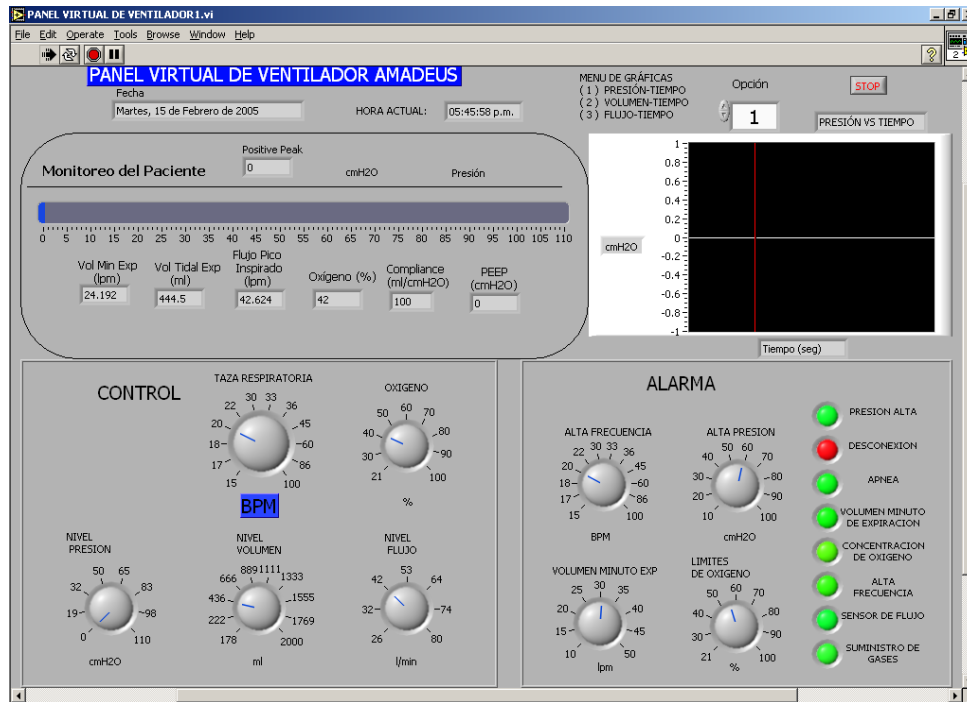 PANEL VIRTUAL DE VENTILADOR1.vi
File Edit Operate Tools Browse Window Help
PANEL VIRTUAL DE VENTILADOR AMADEUS
Fecha
Martes, 15 de Febrero de 2005
HORA ACTUAL: 05:45:58 p.m.
MENU DE GRÁFICAS
(1) PRESIÓN-TIEMPO
(2) VOLUMEN-TIEMPO
(3) FLUJO-TIEMPO
Opción
1
STOP
PRESIÓN VS TIEMPO
Monitoreo del Paciente
Positive Peak
0
cmH2O
Presión
0 5 10 15 20 25 30 35 40 45 50 55 60 65 70 75 80 85 90 95 100 105 110
Vol Min Exp
(lpm)
24.192
Vol Tidal Exp
(ml)
444.5
Flujo Pico
Inspirado
(lpm)
42.624
Oxígeno (%)
42
Compliance
(ml/cmH2O)
100
PEEP
(cmH2O)
0
1
0.8
0.6
0.4
0.2
0
-0.2
-0.4
-0.6
-0.8
-1
cmH2O
Tiempo (seg)
CONTROL
TAZA RESPIRATORIA
15 17 18 20 22 30 33 36 45 60 86 100
BPM
OXIGENO
21 30 40 50 60 70 80 90 100
%
NIVEL
PRESION
0 19 32 50 65 83 98 110
cmH2O
NIVEL
VOLUMEN
178 222 436 666 889 1111 1333 1555 1769 2000
ml
NIVEL
FLUJO
26 32 42 53 64 74 80
l/min
ALARMA
ALTA FRECUENCIA
15 17 18 20 22 30 33 36 45 60 86 100
BPM
ALTA PRESION
10 20 30 40 50 60 70 80 90 100
cmH2O
VOLUMEN MINUTO EXP
10 15 20 25 30 35 40 45 50
lpm
LIMITES
DE OXIGENO
21 30 40 50 60 70 80 90 100
%
PRESION ALTA
DESCONEXION
APNEA
VOLUMEN MINUTO
DE EXPIRACION
CONCENTRACION
DE OXIGENO
ALTA
FRECUENCIA
SENSOR DE FLUJO
SUMINISTRO DE
GASES